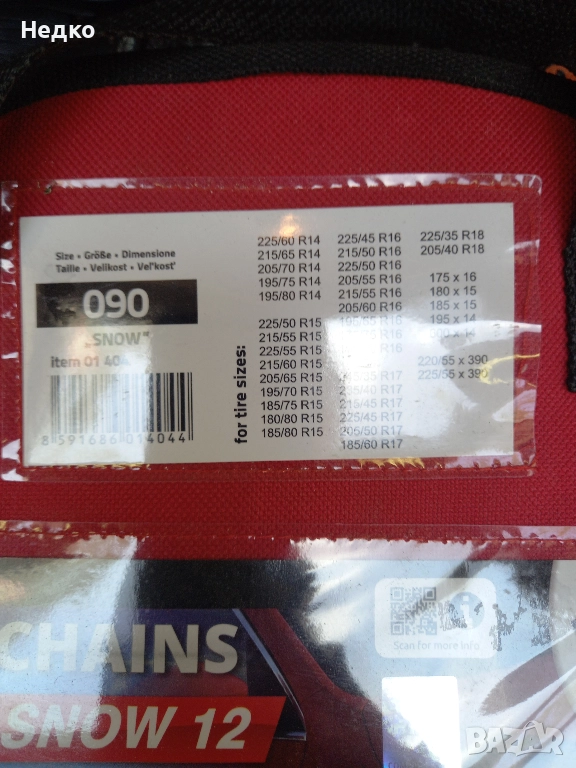 Недко
Size • Größe • Dimensione
Taille • Velikost • Veľkosť
090
„SNOW"
item 01 40
8 591686 014044
for tire sizes:
225/60 R14
215/65 R14
205/70 R14
195/75 R14
195/80 R14
225/50 R15
215/55 R15
225/55 R15
215/60 R15
205/65 R15
195/70 R15
185/75 R15
180/80 R15
185/80 R15
225/45 R16
215/50 R16
225/50 R16
205/55 R16
215/55 R16
205/60 R16
R16
R16
R17
215/45 R17
225/45 R17
205/50 R17
185/60 R17
225/35 R18
205/40 R18
175 x 16
180 x 15
185 x 15
195 x 14
x 14
220/55 x 390
225/55 x 390
CHAINS
SNOW 12
Scan for more info
BAZAR